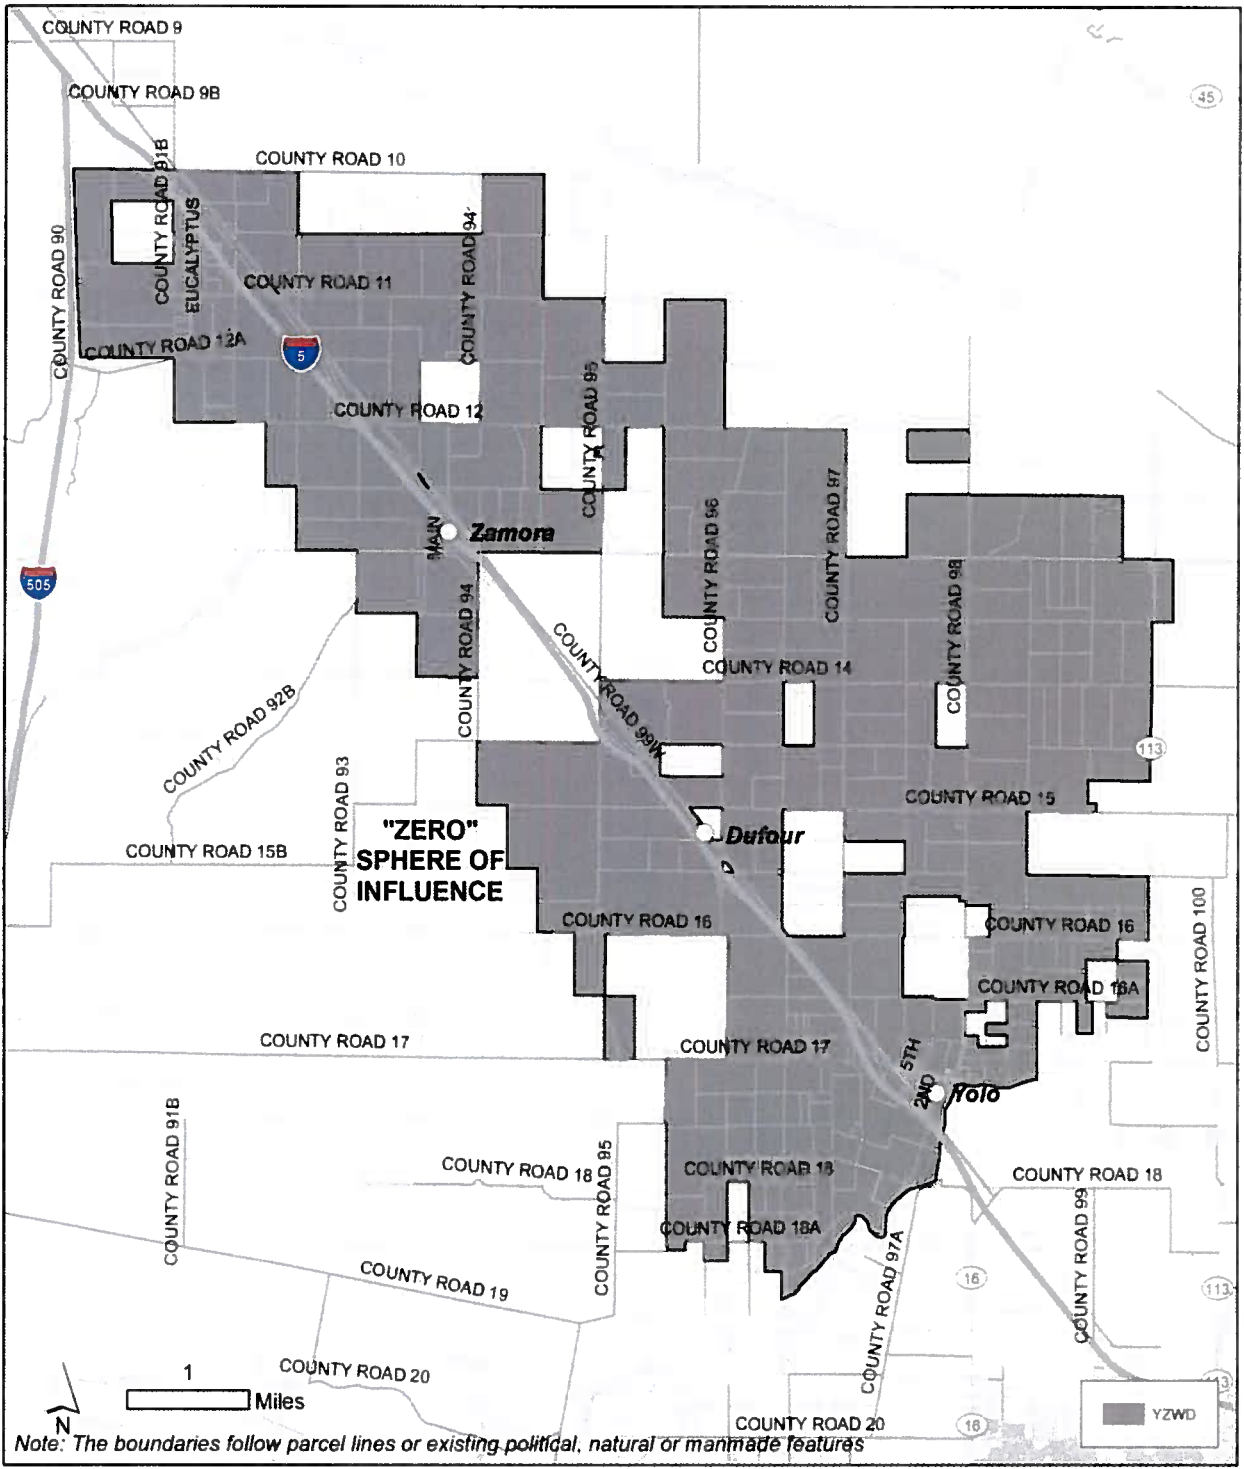 COUNTY ROAD 9
COUNTY ROAD 9B
45
COUNTY ROAD 10
COUNTY ROAD 91B
EUCALYPTUS
COUNTY ROAD 94
COUNTY ROAD 90
COUNTY ROAD 11
COUNTY ROAD 12A
5
COUNTY ROAD 95
COUNTY ROAD 12
COUNTY ROAD 97
COUNTY ROAD 96
MAIN
Zamora
505
COUNTY ROAD 98
COUNTY ROAD 94
COUNTY ROAD 99W
COUNTY ROAD 14
COUNTY ROAD 92B
113
COUNTY ROAD 93
COUNTY ROAD 15
"ZERO"
SPHERE OF
INFLUENCE
Dufour
COUNTY ROAD 15B
COUNTY ROAD 16
COUNTY ROAD 16
COUNTY ROAD 100
COUNTY ROAD 16A
COUNTY ROAD 17
COUNTY ROAD 17
5TH
2ND
Yolo
COUNTY ROAD 91B
COUNTY ROAD 95
COUNTY ROAD 18
COUNTY ROAD 18
COUNTY ROAD 18
COUNTY ROAD 99
COUNTY ROAD 18A
COUNTY ROAD 97A
16
113
COUNTY ROAD 19
1
Miles
N
COUNTY ROAD 20
COUNTY ROAD 20
16
YZWD
Note: The boundaries follow parcel lines or existing political, natural or manmade features